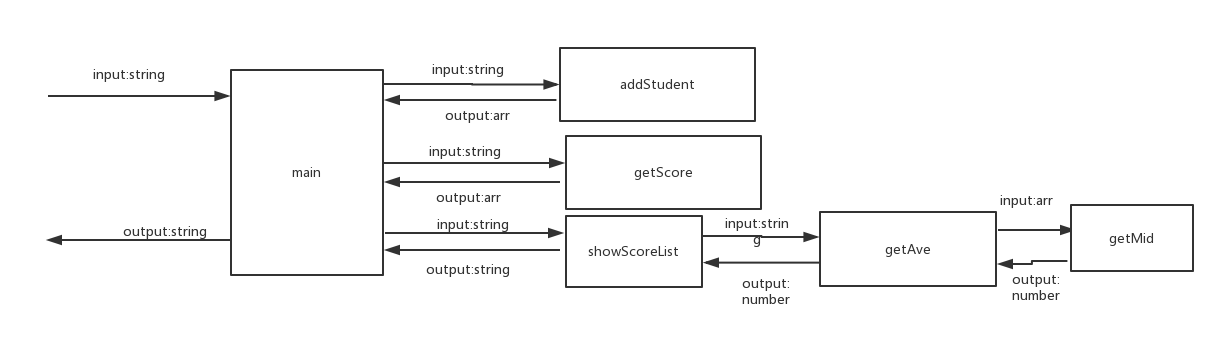 input:string
input:string
addStudent
output:arr
main
input:string
getScore
output:arr
input:string
output:string
output:string
showScoreList
input:strin
g
output:
number
getAve
input:arr
getMid
output:
number